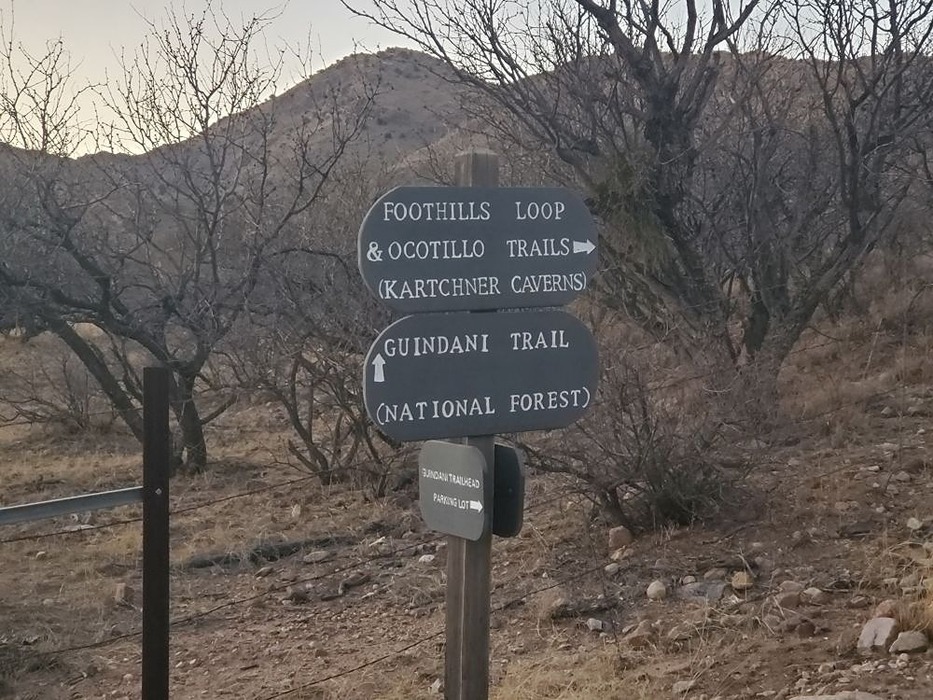 FOOTHILLS LOOP
& OCOTILLO TRAILS
(KARTCHNER CAVERNS)
GUINDANI TRAIL
(NATIONAL FOREST)
GUINDANI TRAILHEAD
PARKING LOT